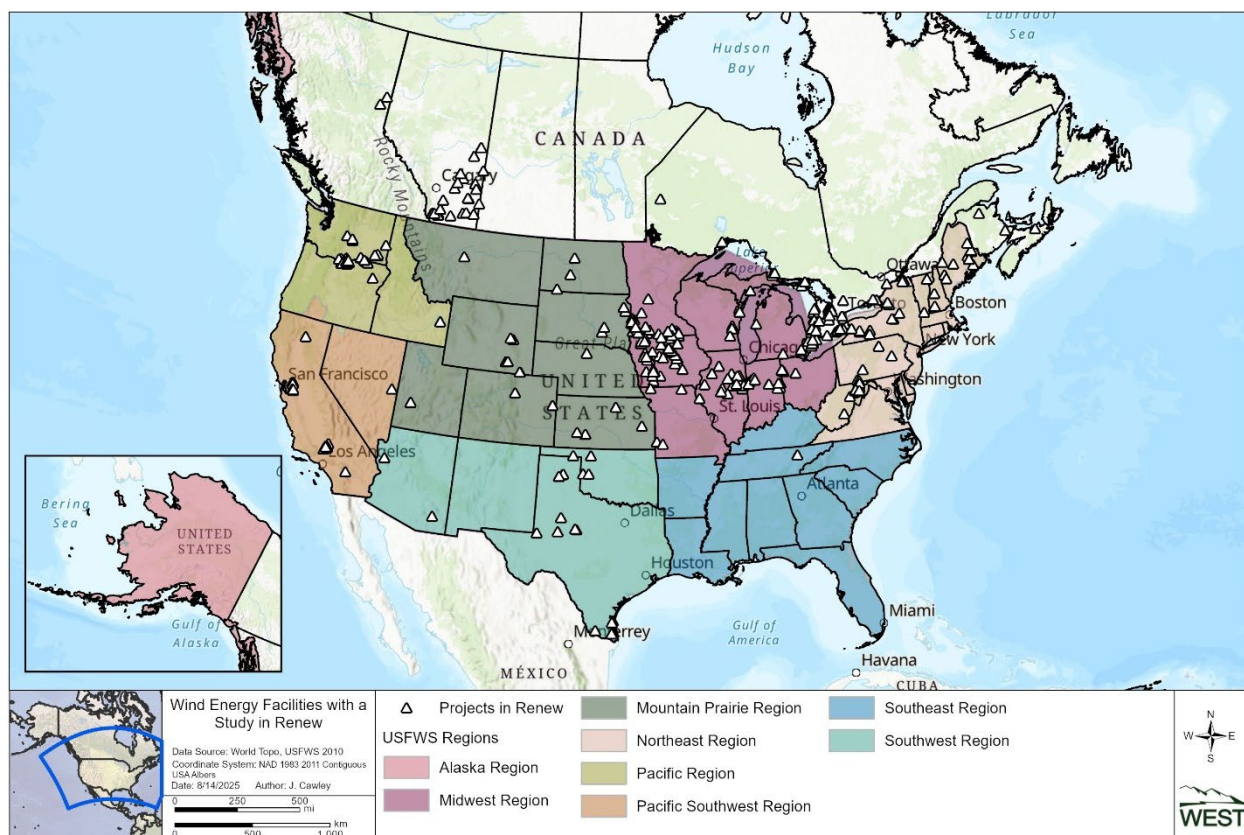 Labrador
Sea
Hudson
Bay
CANADA
Rocky Mountains
Calgary
Lake
Superior
Ottawa
Toronto
Boston
New York
Great Pla
Chicago
San Francisco
UNITED
STATES
St. Louis
Washington
Los Angeles
Atlanta
Dallas
Houston
Bering
Sea
UNITED
STATES
Gulf of
Alaska
Gulf of
America
Miami
Monterrey
MÉXICO
Havana
CUBA
Wind Energy Facilities with a
Study in Renew
Data Source: World Topo, USFWS 2010
Coordinate System: NAD 1983 2011 Contiguous
USA Albers
Date: 8/14/2025 Author: J. Cawley
0 250 500
mi
km
0 500 1,000
Projects in Renew
USFWS Regions
Alaska Region
Midwest Region
Mountain Prairie Region
Northeast Region
Pacific Region
Pacific Southwest Region
Southeast Region
Southwest Region
N
W E
S
WEST